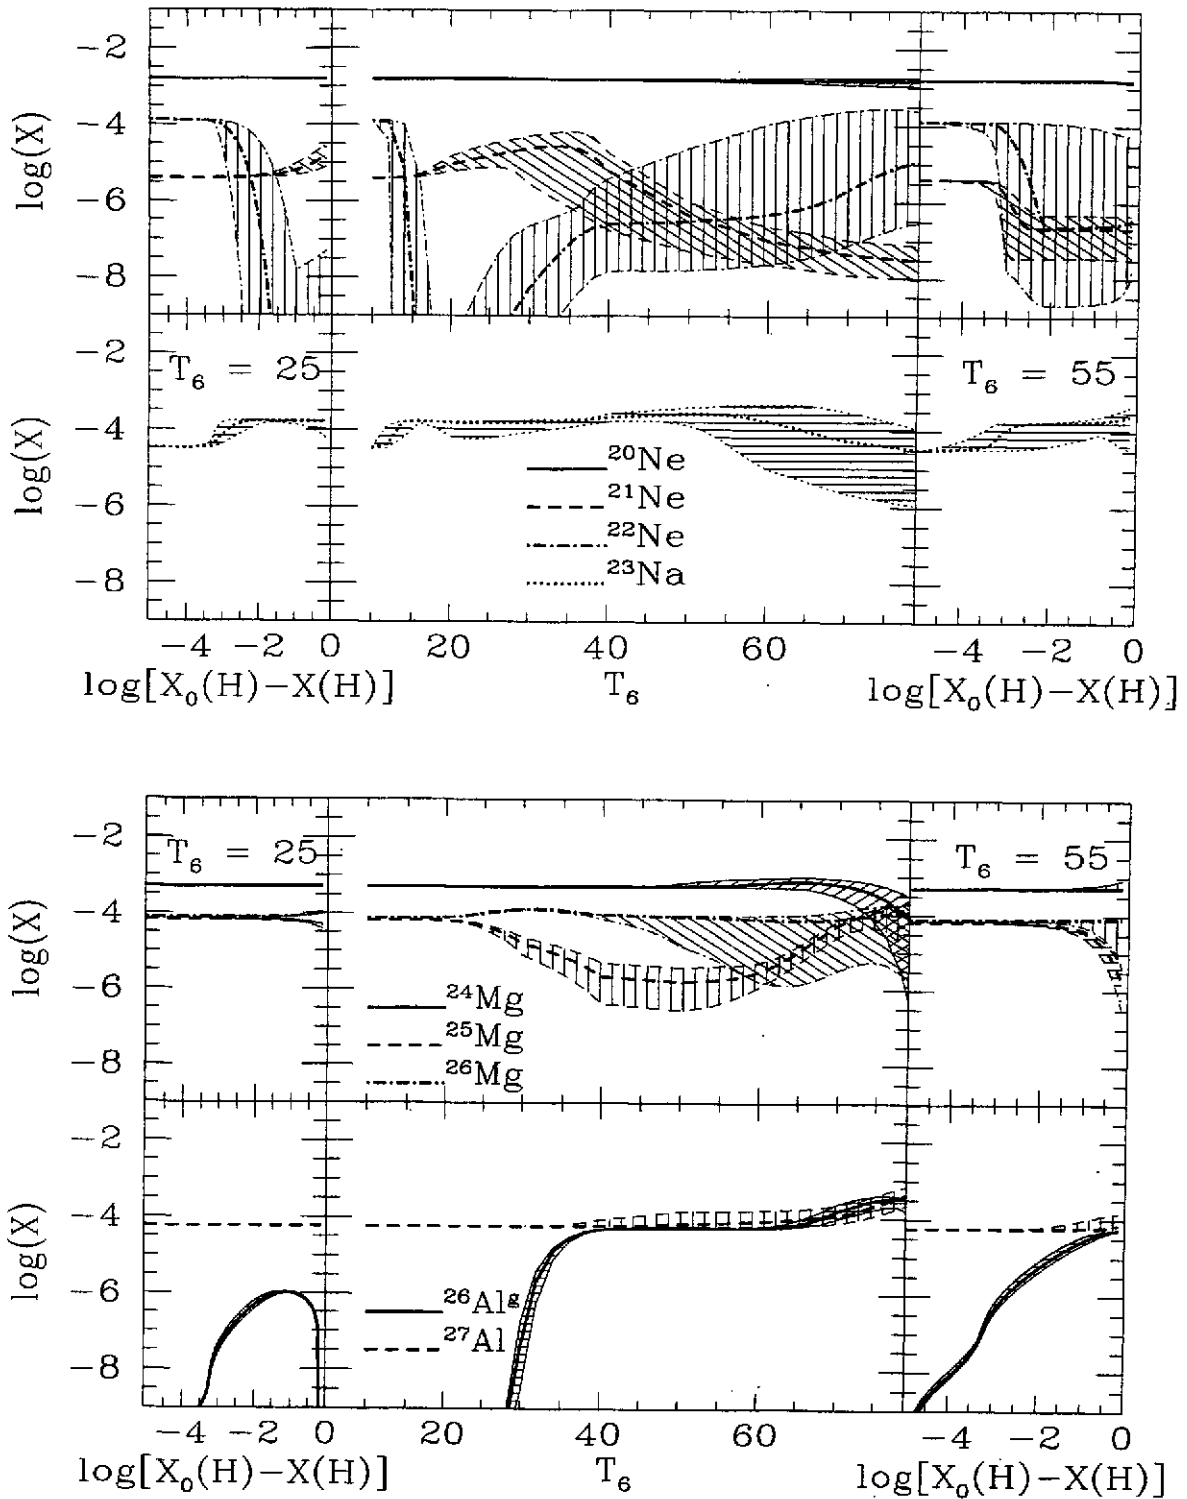 −2
−4
−6
−8
log(X)
−2
−4
−6
−8
log(X)
T₆ = 25
T₆ = 55
²⁰Ne
²¹Ne
²²Ne
²³Na
−4 −2 0 20 40 60 −4 −2 0
log[X₀(H)−X(H)] T₆ log[X₀(H)−X(H)]
−2
−4
−6
−8
log(X)
T₆ = 25
T₆ = 55
²⁴Mg
²⁵Mg
²⁶Mg
−2
−4
−6
−8
log(X)
²⁶Alᵍ
²⁷Al
−4 −2 0 20 40 60 −4 −2 0
log[X₀(H)−X(H)] T₆ log[X₀(H)−X(H)]